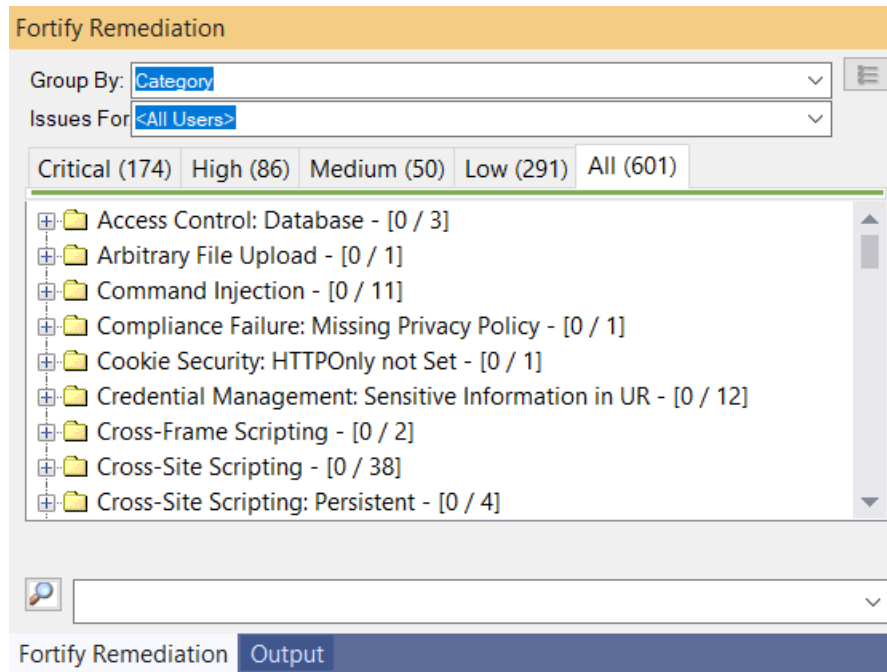 Fortify Remediation
Group By: Category
Issues For <All Users>
Critical (174) High (86) Medium (50) Low (291) All (601)
Access Control: Database - [0 / 3]
Arbitrary File Upload - [0 / 1]
Command Injection - [0 / 11]
Compliance Failure: Missing Privacy Policy - [0 / 1]
Cookie Security: HTTPOnly not Set - [0 / 1]
Credential Management: Sensitive Information in UR - [0 / 12]
Cross-Frame Scripting - [0 / 2]
Cross-Site Scripting - [0 / 38]
Cross-Site Scripting: Persistent - [0 / 4]
Fortify Remediation Output